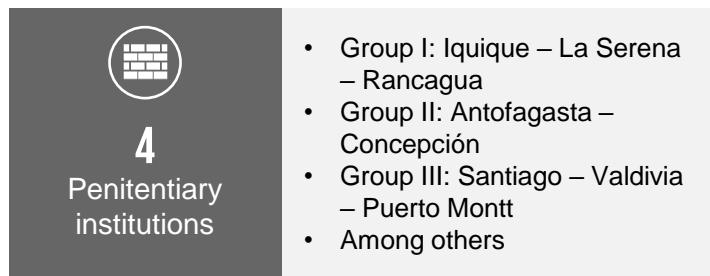 4
Penitentiary
institutions
• Group I: Iquique – La Serena
– Rancagua
• Group II: Antofagasta –
Concepción
• Group III: Santiago – Valdivia
– Puerto Montt
• Among others